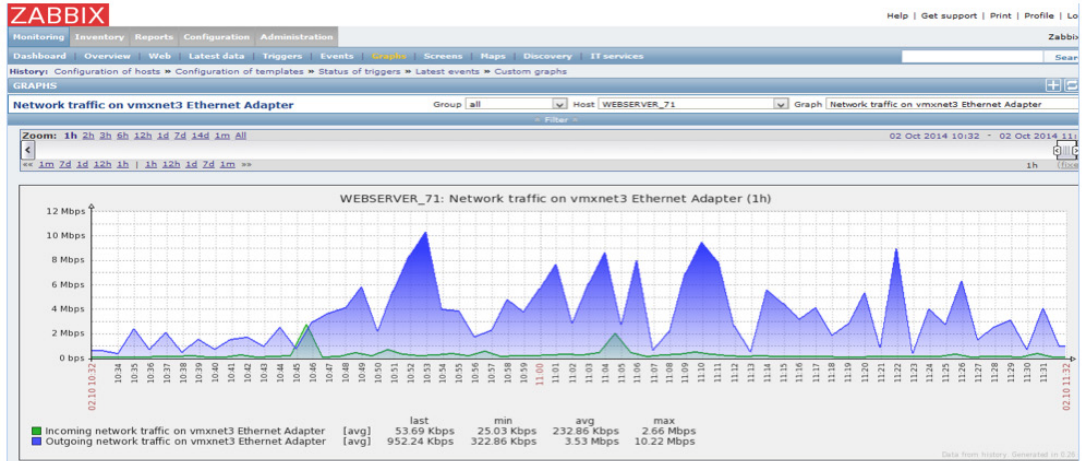 ZABBIX
Help | Get support | Print | Profile | Lo
Monitoring Inventory Reports Configuration Administration
Zabbix
Dashboard | Overview | Web | Latest data | Triggers | Events | Graphs | Screens | Maps | Discovery | IT services
Sear
History: Configuration of hosts » Configuration of templates » Status of triggers » Latest events » Custom graphs
GRAPHS
Network traffic on vmxnet3 Ethernet Adapter Group all Host WEBSERVER_71 Graph Network traffic on vmxnet3 Ethernet Adapter
Filter
Zoom: 1h 2h 3h 6h 12h 1d 7d 14d 1m All 02 Oct 2014 10:32 - 02 Oct 2014 11:
«« 1m 7d 1d 12h 1h | 1h 12h 1d 7d 1m »» 1h (fixe
WEBSERVER_71: Network traffic on vmxnet3 Ethernet Adapter (1h)
12 Mbps
10 Mbps
8 Mbps
6 Mbps
4 Mbps
2 Mbps
0 bps
02.10 10:32 10:34 10:35 10:36 10:37 10:38 10:39 10:40 10:41 10:42 10:43 10:44 10:45 10:46 10:47 10:48 10:49 10:50 10:51 10:52 10:53 10:54 10:55 10:56 10:57 10:58 10:59 11:00 11:01 11:02 11:03 11:04 11:05 11:06 11:07 11:08 11:09 11:10 11:11 11:12 11:13 11:14 11:15 11:16 11:17 11:18 11:19 11:20 11:21 11:22 11:23 11:24 11:25 11:26 11:27 11:28 11:29 11:30 11:31 02.10 11:32
last min avg max
Incoming network traffic on vmxnet3 Ethernet Adapter [avg] 53.69 Kbps 25.03 Kbps 232.86 Kbps 2.66 Mbps
Outgoing network traffic on vmxnet3 Ethernet Adapter [avg] 952.24 Kbps 322.86 Kbps 3.53 Mbps 10.22 Mbps
Data from history. Generated in 0.26